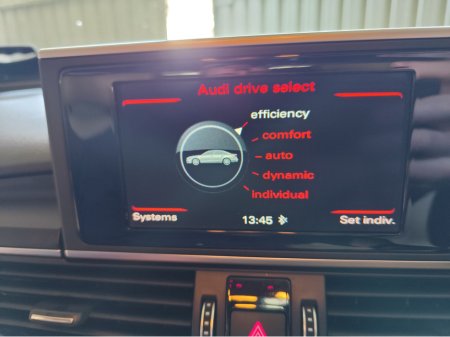 Audi drive select
efficiency
comfort
auto
dynamic
individual
Systems
13:45
Set indiv.